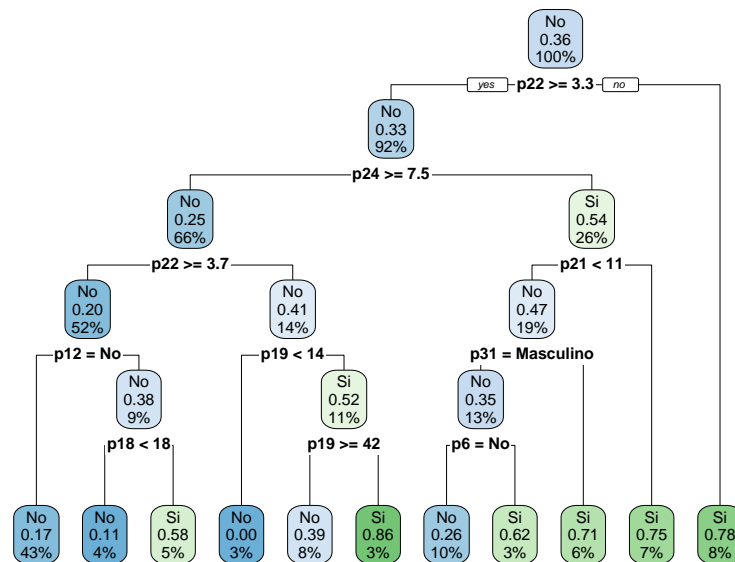 No
0.36
100%
yes p22 >= 3.3 no
No
0.33
92%
p24 >= 7.5
No
0.25
66%
Si
0.54
26%
p22 >= 3.7
p21 < 11
No
0.20
52%
No
0.41
14%
No
0.47
19%
p12 = No
p19 < 14
p31 = Masculino
No
0.38
9%
Si
0.52
11%
No
0.35
13%
p18 < 18
p19 >= 42
p6 = No
No
0.17
43%
No
0.11
4%
Si
0.58
5%
No
0.00
3%
No
0.39
8%
Si
0.86
3%
No
0.26
10%
Si
0.62
3%
Si
0.71
6%
Si
0.75
7%
Si
0.78
8%